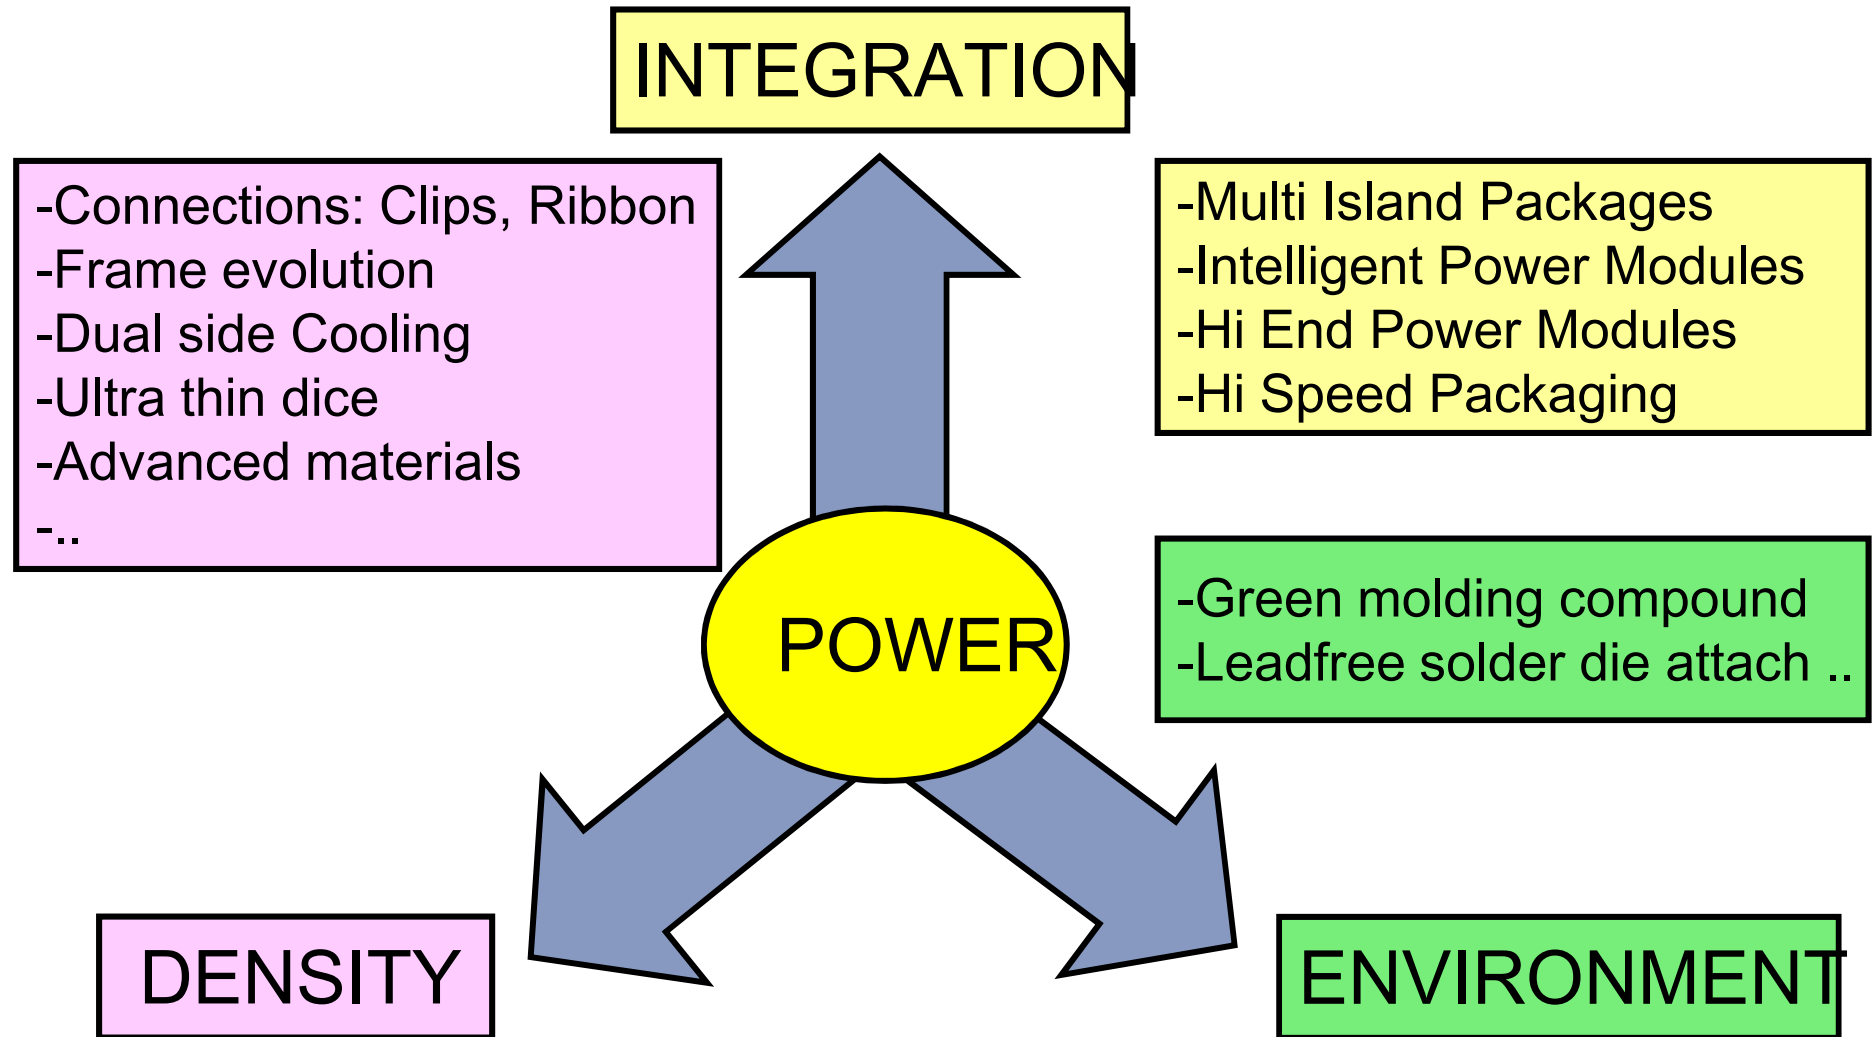 INTEGRATION
-Connections: Clips, Ribbon
-Frame evolution
-Dual side Cooling
-Ultra thin dice
-Advanced materials
-..
-Multi Island Packages
-Intelligent Power Modules
-Hi End Power Modules
-Hi Speed Packaging
-Green molding compound
-Leadfree solder die attach ..
POWER
DENSITY
ENVIRONMENT